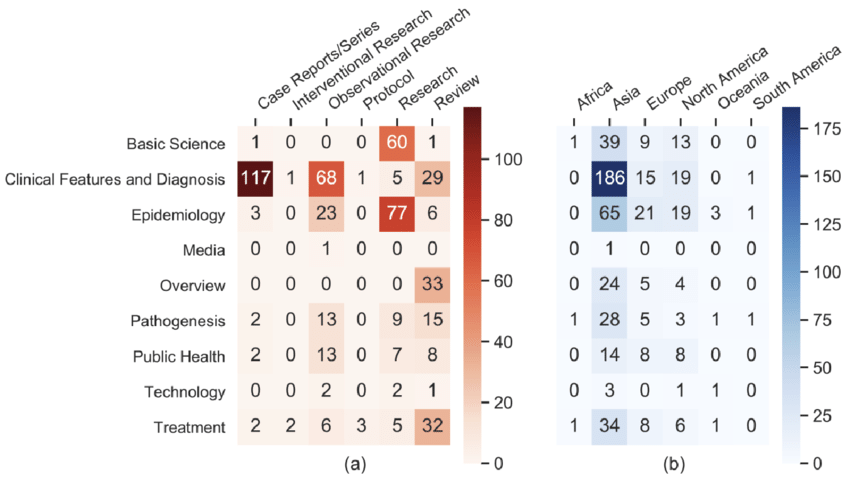 Case Reports/Series Interventional Research Observational Research Protocol Research Review
Africa Asia Europe North America Oceania South America
Basic Science 1 0 0 0 60 1
Clinical Features and Diagnosis 117 1 68 1 5 29
Epidemiology 3 0 23 0 77 6
Media 0 0 1 0 0 0
Overview 0 0 0 0 0 33
Pathogenesis 2 0 13 0 9 15
Public Health 2 0 13 0 7 8
Technology 0 0 2 0 2 1
Treatment 2 2 6 3 5 32
100
80
60
40
20
0
(a)
1 39 9 13 0 0
0 186 15 19 0 1
0 65 21 19 3 1
0 1 0 0 0 0
0 24 5 4 0 0
1 28 5 3 1 1
0 14 8 8 0 0
0 3 0 1 1 0
1 34 8 6 1 0
175
150
125
100
75
50
25
0
(b)